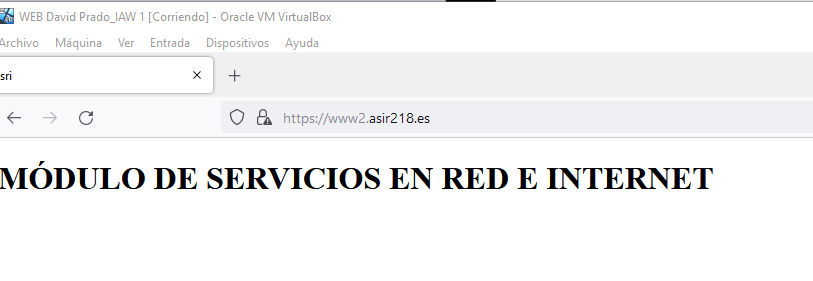 WEB David Prado_IAW 1 [Corriendo] - Oracle VM VirtualBox
Archivo Máquina Ver Entrada Dispositivos Ayuda
sri
https://www2.asir218.es
MÓDULO DE SERVICIOS EN RED E INTERNET